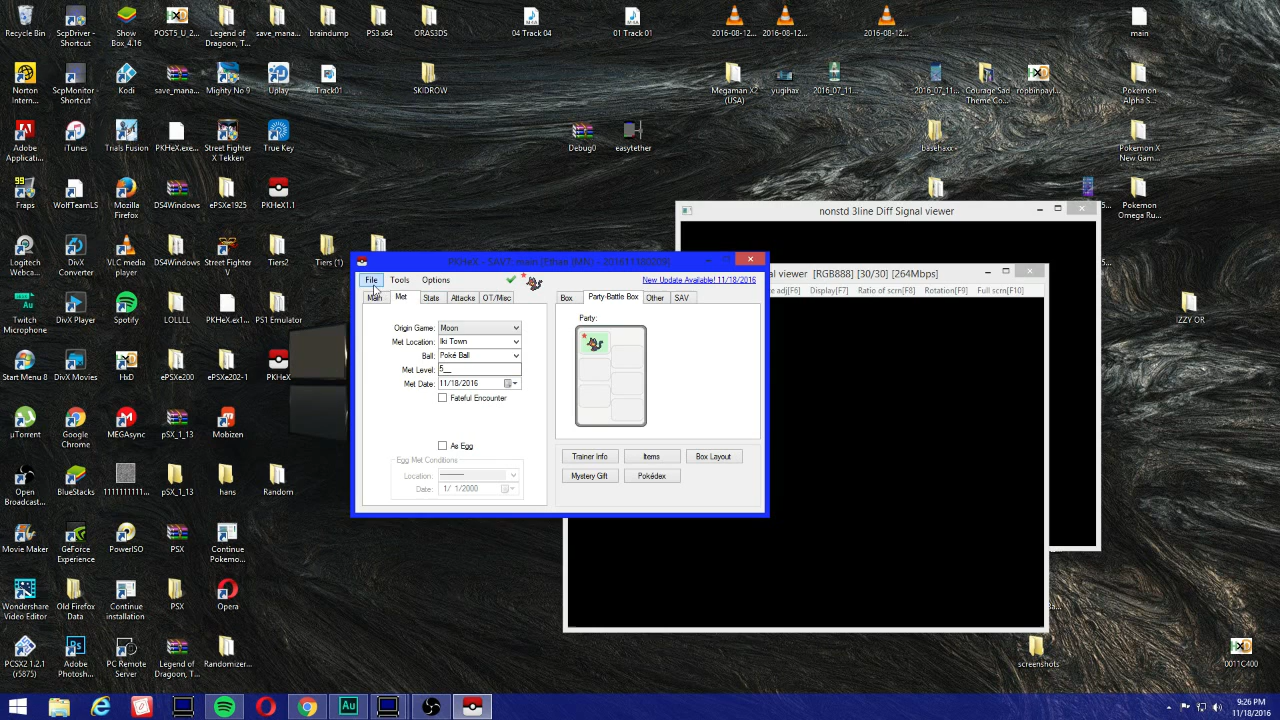 Recycle Bin
ScpDriver - Shortcut
Show Box_4.16
POST5_U_2...
Legend of Dragoon, T...
save_mana...
braindump
PS3 x64
ORAS3DS
04 Track 04
01 Track 01
2016-08-12...
2016-08-12...
2016-08-12...
main
Norton Intern...
ScpMonitor - Shortcut
Kodi
save_mana...
Mighty No 9
Uplay
Track01
SKIDROW
Megaman X2 (USA)
yugihax
2016_07_11...
2016_07_11...
Courage Sad Theme Co...
ropbinpayl...
Pokemon Alpha S...
Adobe Applicati...
iTunes
Trials Fusion
PKHeX.exe...
Street Fighter X Tekken
True Key
Debug0
easytether
basehaxx
Pokemon X New Gam...
Fraps
WolfTeamLS
Mozilla Firefox
DS4Windows
ePSXe1925
PKHeX1.1
Pokemon Omega Ru...
nonstd 3line Diff Signal viewer
Logitech Webca...
DivX Converter
VLC media player
DS4Windows
Street Fighter V
Tiers2
Tiers (1)
PKHeX - SAV7: main [Ethan (MN) - 201611180209]
viewer [RGB888] [30/30] [264Mbps]
File
Tools
Options
New Update Available! 11/18/2016
adj[F6]
Display[F7]
Ratio of scrn[F8]
Rotation[F9]
Full scrn[F10]
Main
Met
Stats
Attacks
OT/Misc
Box
Party-Battle Box
Other
SAV
Twitch Microphone
DivX Player
Spotify
LOLLLL
PKHeX.ex1...
PS1 Emulator
IZZY OR
Origin Game: Moon
Met Location: Iki Town
Ball: Poké Ball
Met Level: 5__
Met Date: 11/18/2016
Fateful Encounter
As Egg
Egg Met Conditions
Location:
Date: 1/ 1/2000
Party:
Trainer Info
Items
Box Layout
Mystery Gift
Pokédex
Start Menu 8
DivX Movies
HxD
ePSXe200
ePSXe202-1
PKHeX
µTorrent
Google Chrome
MEGAsync
pSX_1_13
Mobizen
Open Broadcast...
BlueStacks
1111111111...
pSX_1_13
hans
Random
Movie Maker
GeForce Experience
PowerISO
PSX
Continue Pokemo...
Wondershare Video Editor
Old Firefox Data
Continue installation
PSX
Opera
PCSX2 1.2.1 (r5875)
Adobe Photosh...
PC Remote Server
Legend of Dragoon, T...
Randomizer...
screenshots
0011C400
9:26 PM
11/18/2016